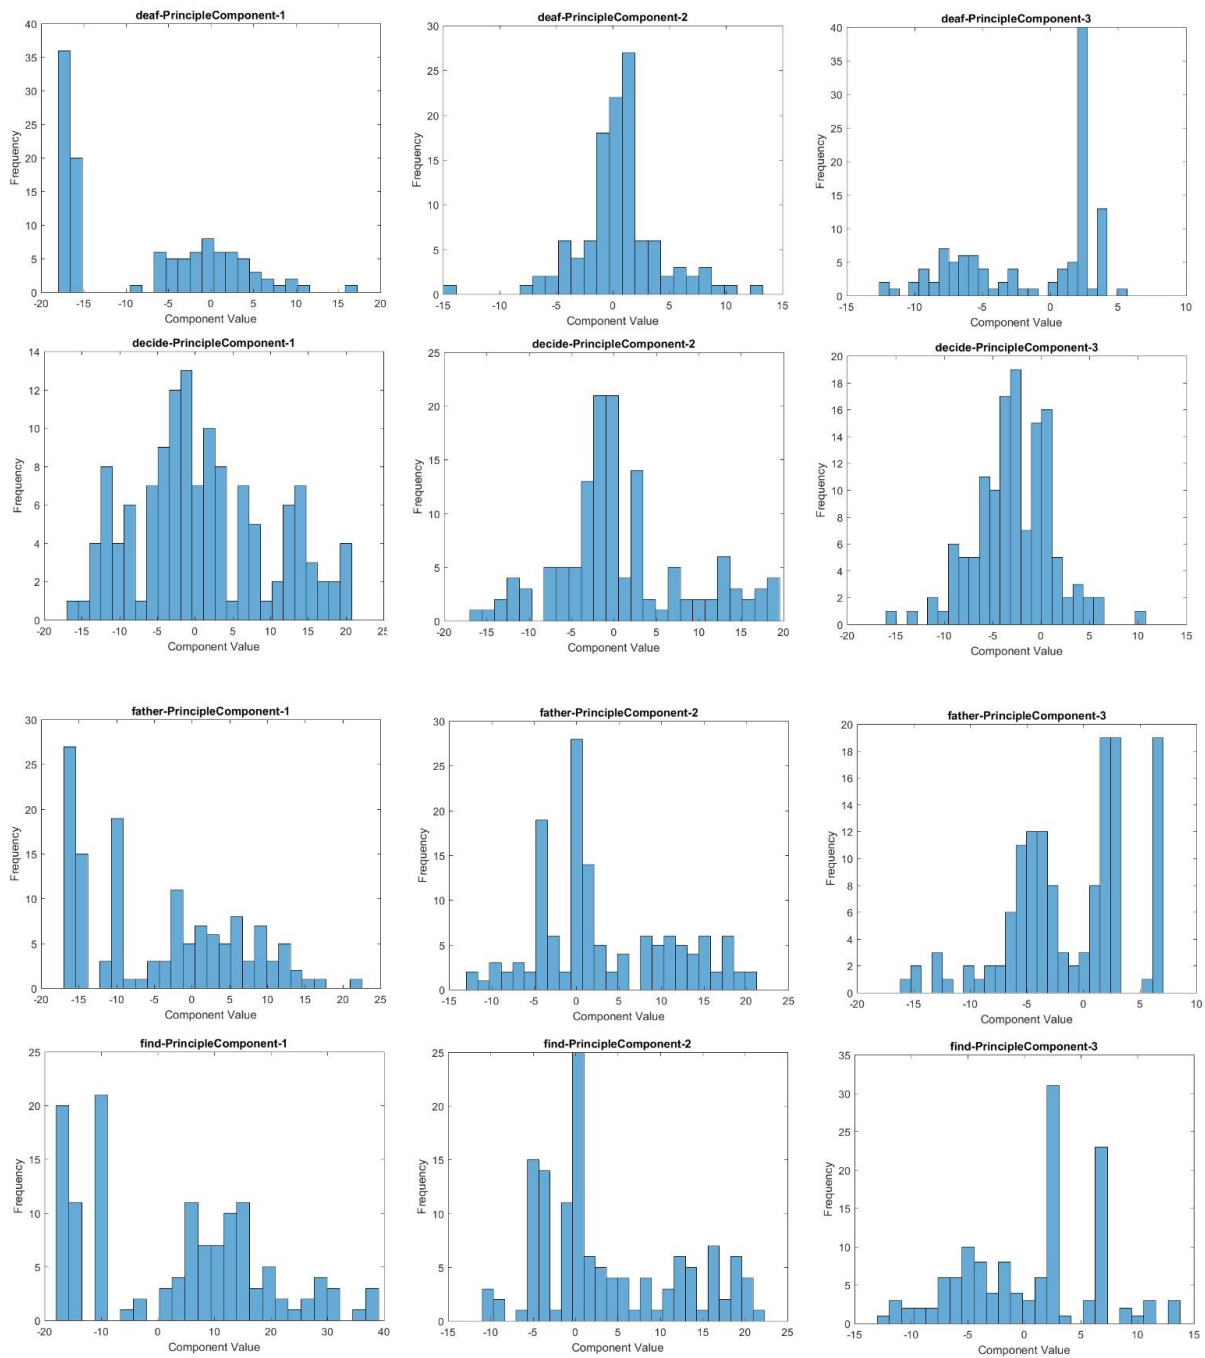 deaf-PrincipleComponent-1
40
35
30
25
20
15
10
5
0
Frequency
-20 -15 -10 -5 0 5 10 15 20
Component Value
deaf-PrincipleComponent-2
30
25
20
15
10
5
0
Frequency
-15 -10 -5 0 5 10 15
Component Value
deaf-PrincipleComponent-3
40
35
30
25
20
15
10
5
0
Frequency
-15 -10 -5 0 5 10
Component Value
decide-PrincipleComponent-1
14
12
10
8
6
4
2
0
Frequency
-20 -15 -10 -5 0 5 10 15 20 25
Component Value
decide-PrincipleComponent-2
25
20
15
10
5
0
Frequency
-20 -15 -10 -5 0 5 10 15 20
Component Value
decide-PrincipleComponent-3
20
18
16
14
12
10
8
6
4
2
0
Frequency
-20 -15 -10 -5 0 5 10 15
Component Value
father-PrincipleComponent-1
30
25
20
15
10
5
0
Frequency
-20 -15 -10 -5 0 5 10 15 20 25
Component Value
father-PrincipleComponent-2
30
25
20
15
10
5
0
Frequency
-15 -10 -5 0 5 10 15 20 25
Component Value
father-PrincipleComponent-3
20
18
16
14
12
10
8
6
4
2
0
Frequency
-20 -15 -10 -5 0 5 10
Component Value
find-PrincipleComponent-1
25
20
15
10
5
0
Frequency
-20 -10 0 10 20 30 40
Component Value
find-PrincipleComponent-2
25
20
15
10
5
0
Frequency
-15 -10 -5 0 5 10 15 20 25
Component Value
find-PrincipleComponent-3
35
30
25
20
15
10
5
0
Frequency
-15 -10 -5 0 5 10 15
Component Value